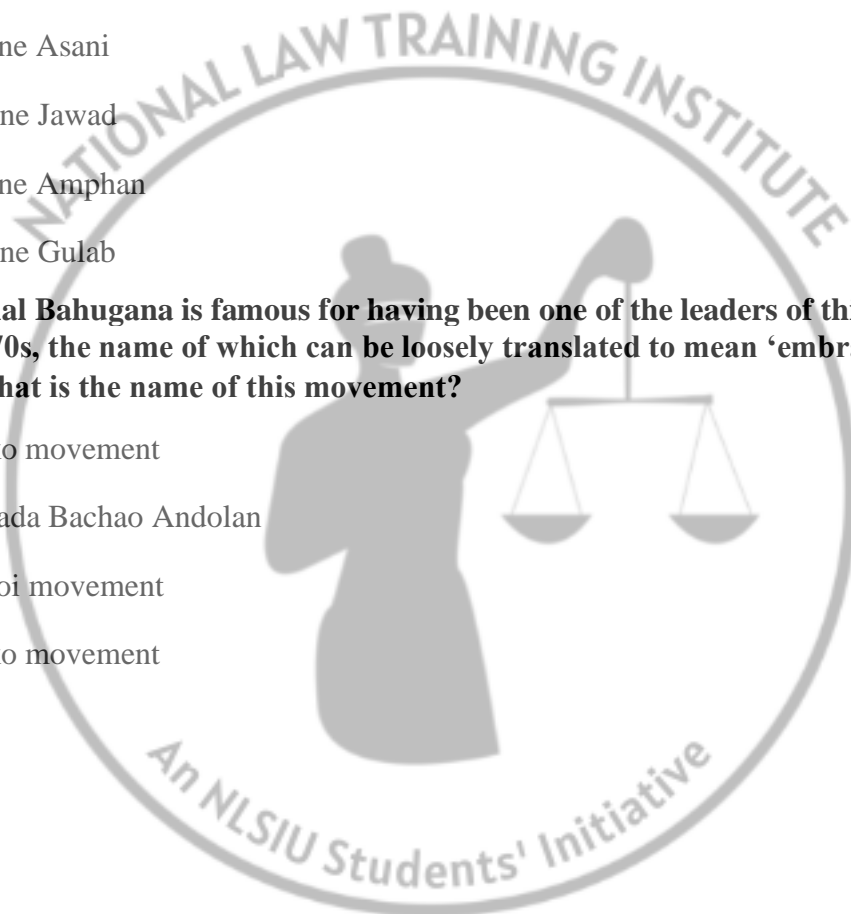 NATIONAL LAW TRAINING INSTITUTE
ne Asani
ne Jawad
ne Amphan
ne Gulab
al Bahugana is famous for having been one of the leaders of thi
70s, the name of which can be loosely translated to mean ‘embra
hat is the name of this movement?
o movement
ada Bachao Andolan
oi movement
o movement
An NLSIU Students' Initiative